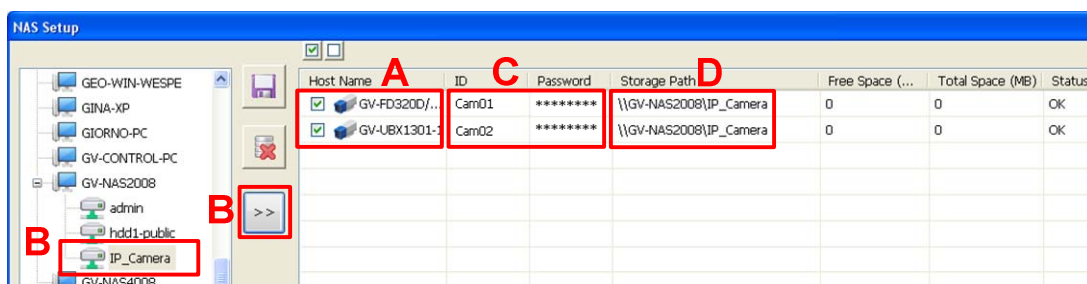 NAS Setup
Host Name A ID C Password Storage Path D Free Space (... Total Space (MB) Status
GEO-WIN-WESPE
GINA-XP
GIORNO-PC
GV-CONTROL-PC
GV-NAS2008
admin
hdd1-public
B IP_Camera
GV-NAS4008
B >>
GV-FD320D/... Cam01 ******** \\GV-NAS2008\IP_Camera 0 0 OK
GV-UBX1301-1 Cam02 ******** \\GV-NAS2008\IP_Camera 0 0 OK